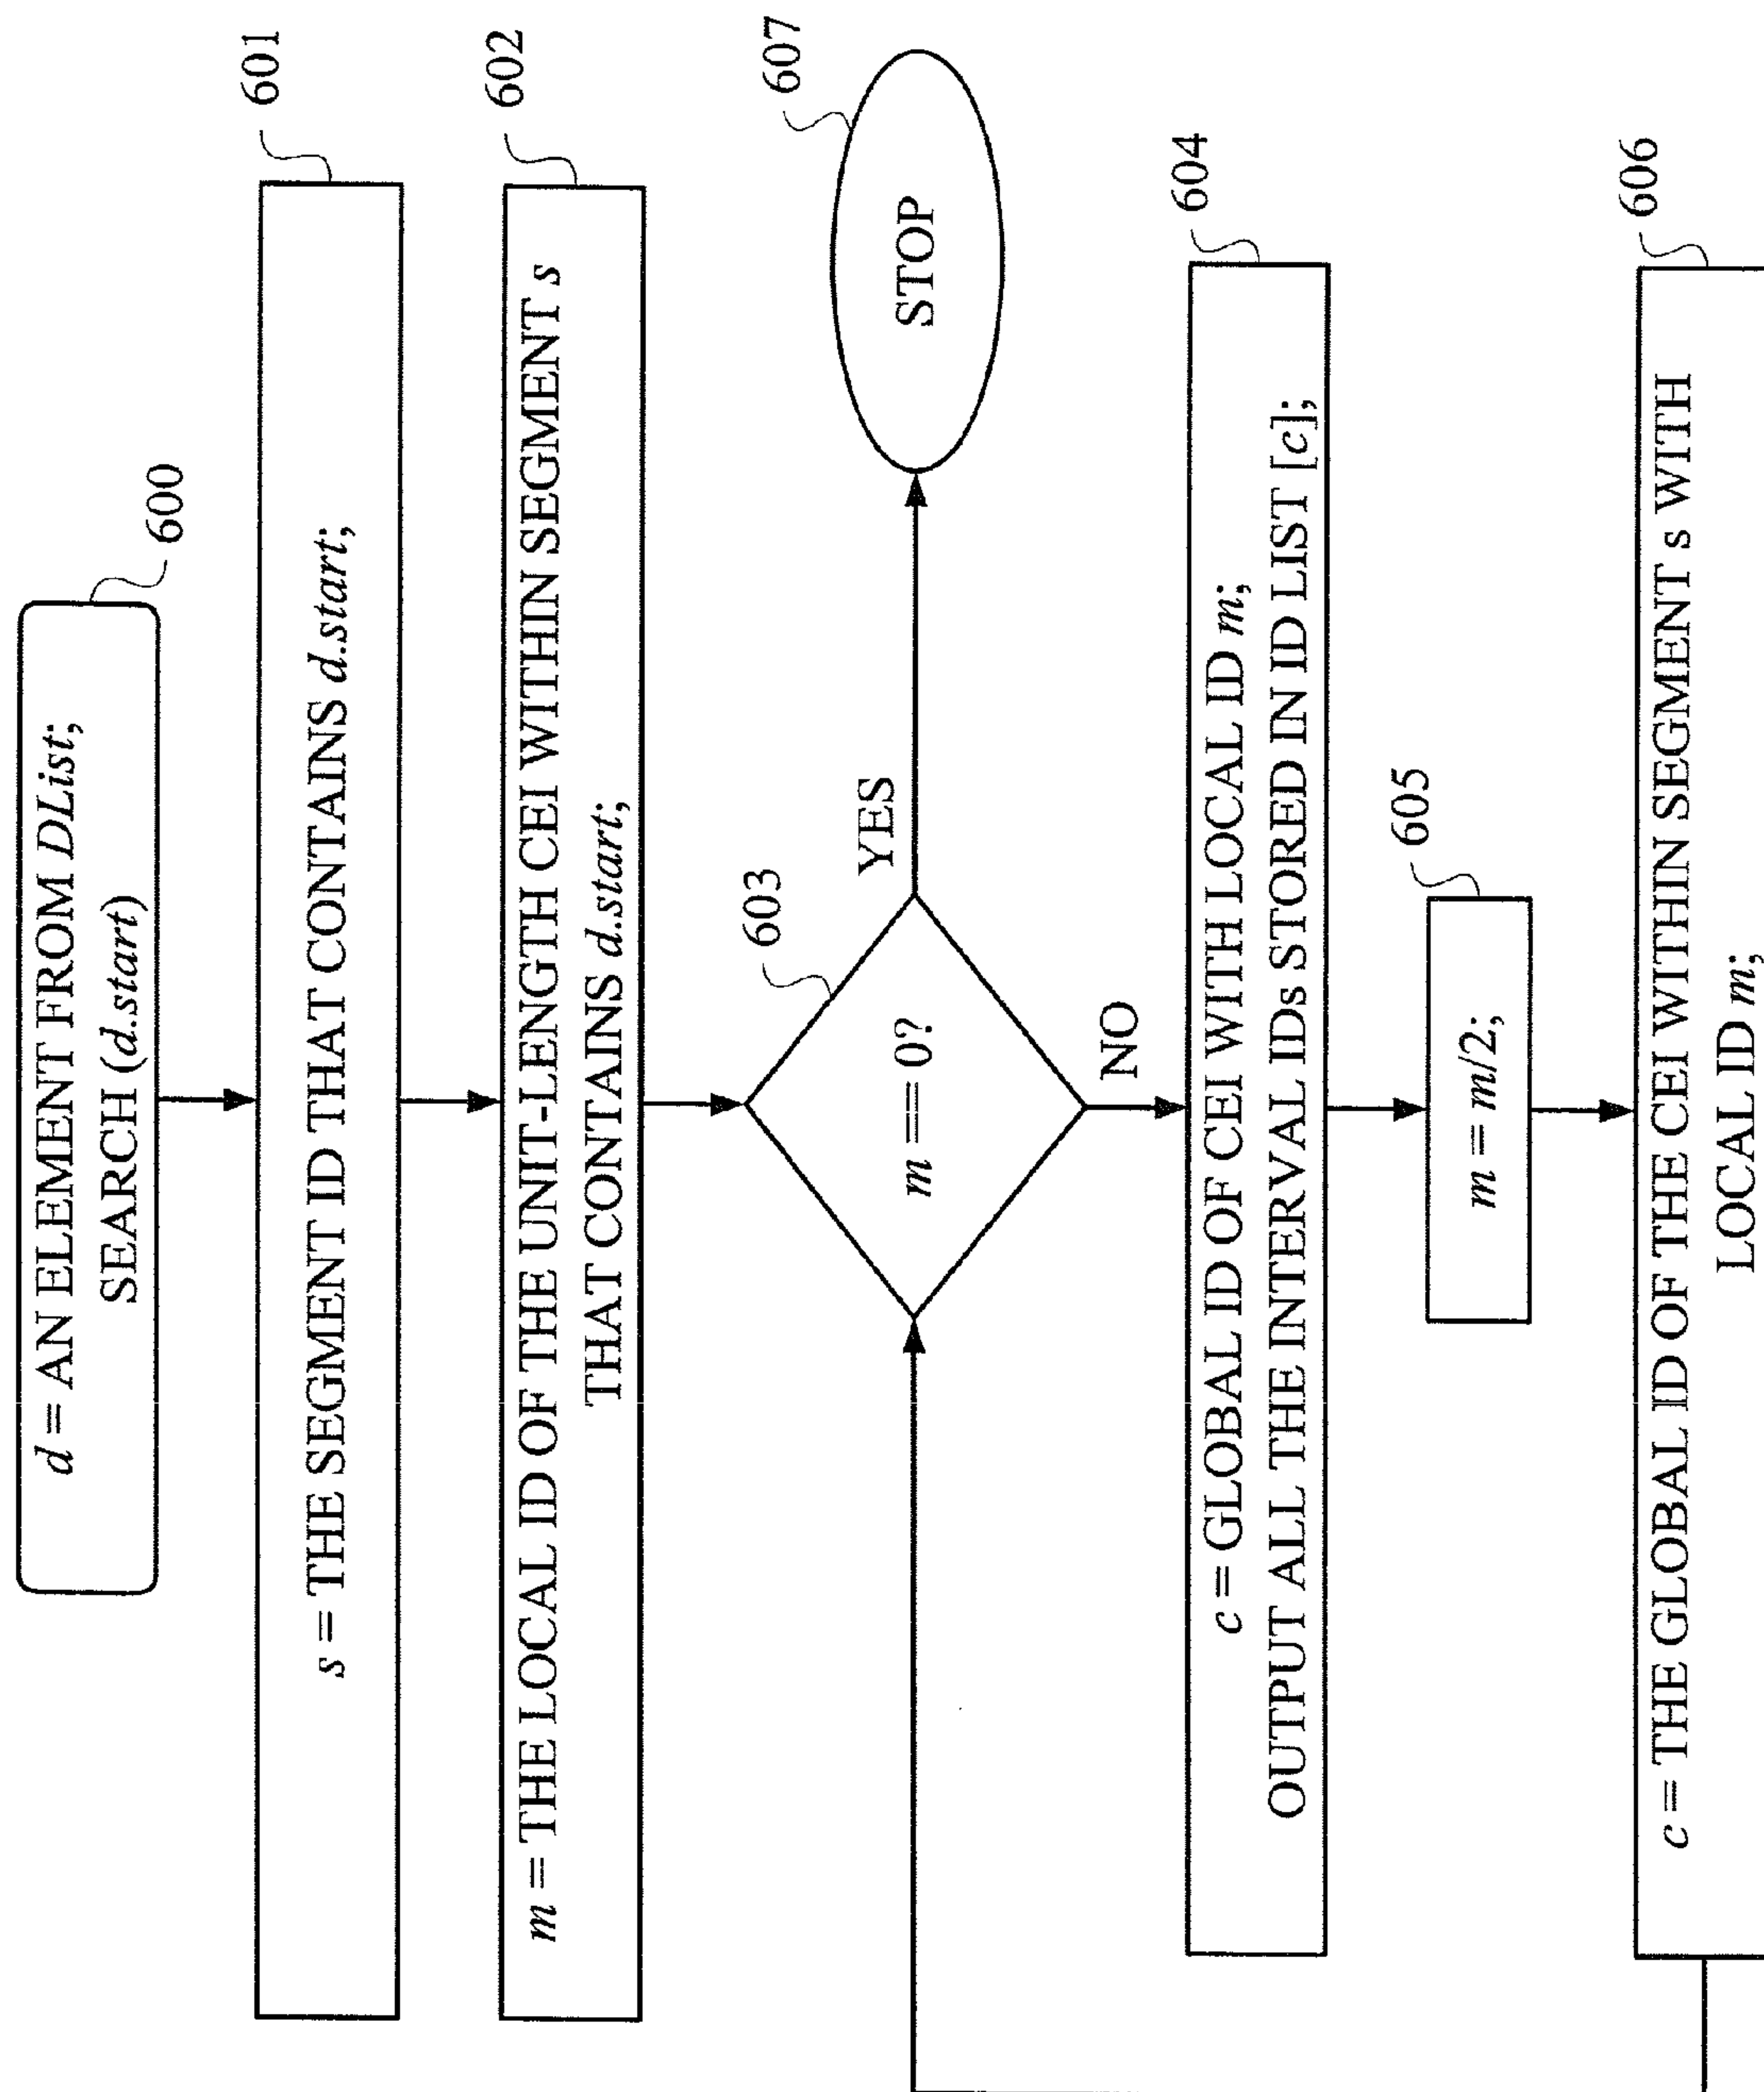 d = AN ELEMENT FROM DList;
SEARCH (d.start)
600
s = THE SEGMENT ID THAT CONTAINS d.start;
601
m = THE LOCAL ID OF THE UNIT-LENGTH CEI WITHIN SEGMENT s
THAT CONTAINS d.start;
602
m == 0?
603
YES
STOP
607
NO
c = GLOBAL ID OF CEI WITH LOCAL ID m;
OUTPUT ALL THE INTERVAL IDs STORED IN ID LIST [c];
604
m = m/2;
605
c = THE GLOBAL ID OF THE CEI WITHIN SEGMENT s WITH
LOCAL ID m;
606